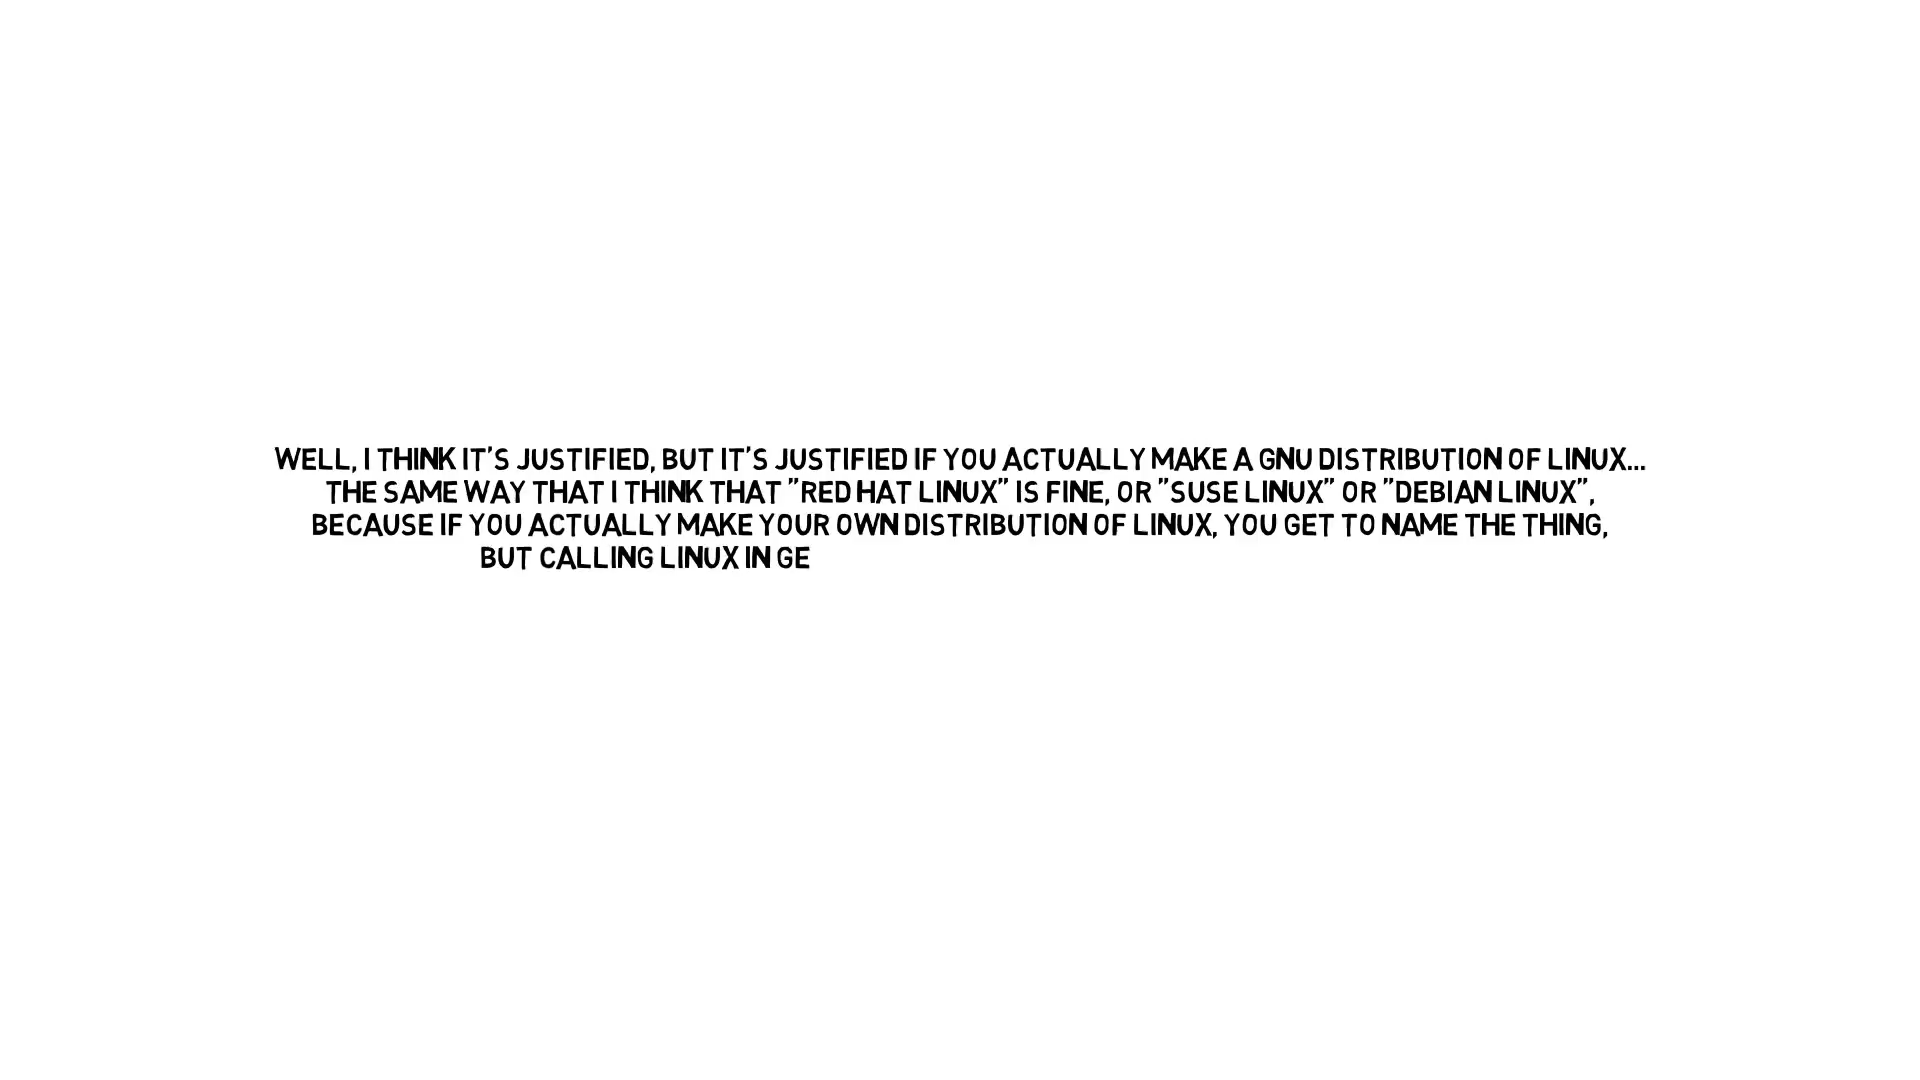 WELL, I THINK IT'S JUSTIFIED, BUT IT'S JUSTIFIED IF YOU ACTUALLY MAKE A GNU DISTRIBUTION OF LINUX...
THE SAME WAY THAT I THINK THAT "RED HAT LINUX" IS FINE, OR "SUSE LINUX" OR "DEBIAN LINUX",
BECAUSE IF YOU ACTUALLY MAKE YOUR OWN DISTRIBUTION OF LINUX, YOU GET TO NAME THE THING,
BUT CALLING LINUX IN GE